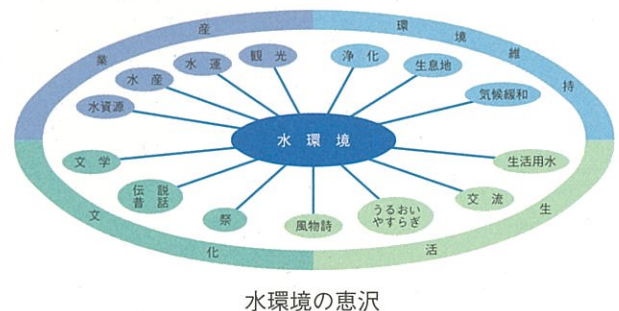 産業
環境維持
文化
生活
観光
水運
水産
水資源
浄化
生息地
気候緩和
水環境
文学
伝説
昔話
祭
風物詩
うるおい
やすらぎ
交流
生活用水
水環境の恵沢